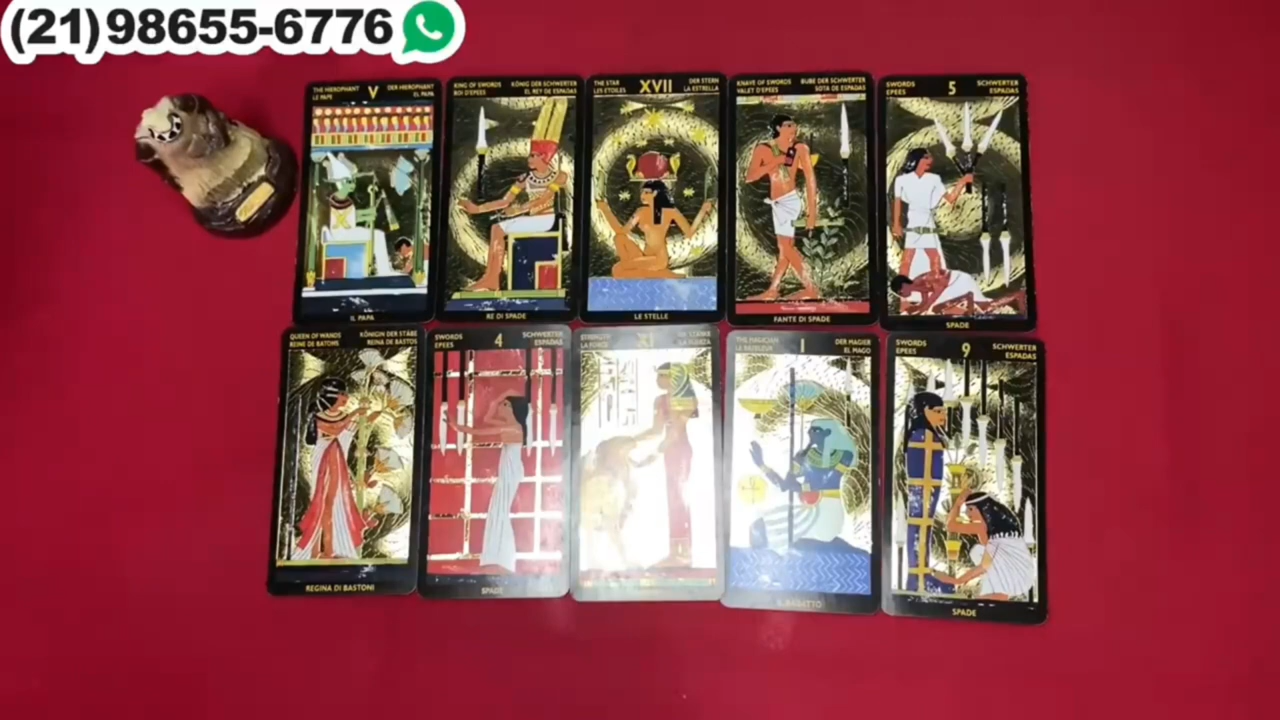 (21)98655-6776
THE HIEROPHANT
LE PAPE
V
DER HIEROPHANT
EL PAPA
IL PAPA
KING OF SWORDS
ROI D'EPEES
KÖNIG DER SCHWERTER
EL REY DE ESPADAS
RE DI SPADE
THE STAR
LES ETOILES
XVII
DER STERN
LA ESTRELLA
LE STELLE
KNAVE OF SWORDS
VALET D'EPEES
BUBE DER SCHWERTER
SOTA DE ESPADAS
FANTE DI SPADE
SWORDS
EPEES
5
SCHWERTER
ESPADAS
SPADE
QUEEN OF WANDS
REINE DE BATONS
KÖNIGIN DER STÄBE
REINA DE BASTOS
REGINA DI BASTONI
SWORDS
EPEES
4
SCHWERTER
ESPADAS
SPADE
STRENGTH
LA FORCE
XI
LA FUERZA
THE MAGICIAN
LE BATELEUR
I
DER MAGIER
EL MAGO
IL BAGATTO
SWORDS
EPEES
9
SCHWERTER
ESPADAS
SPADE